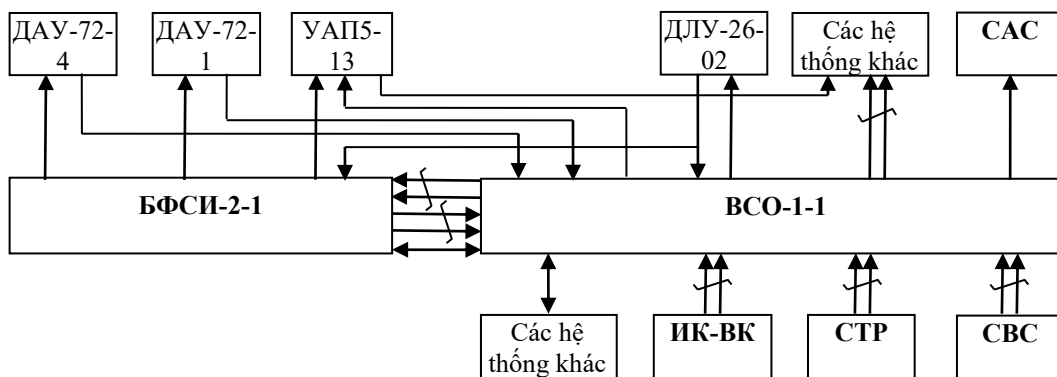 ДАУ-72-
4
ДАУ-72-
1
УАП5-
13
ДЛУ-26-
02
Các hệ
thống khác
САС
БФСИ-2-1
ВСО-1-1
Các hệ
thống khác
ИК-ВК
СТР
СВС